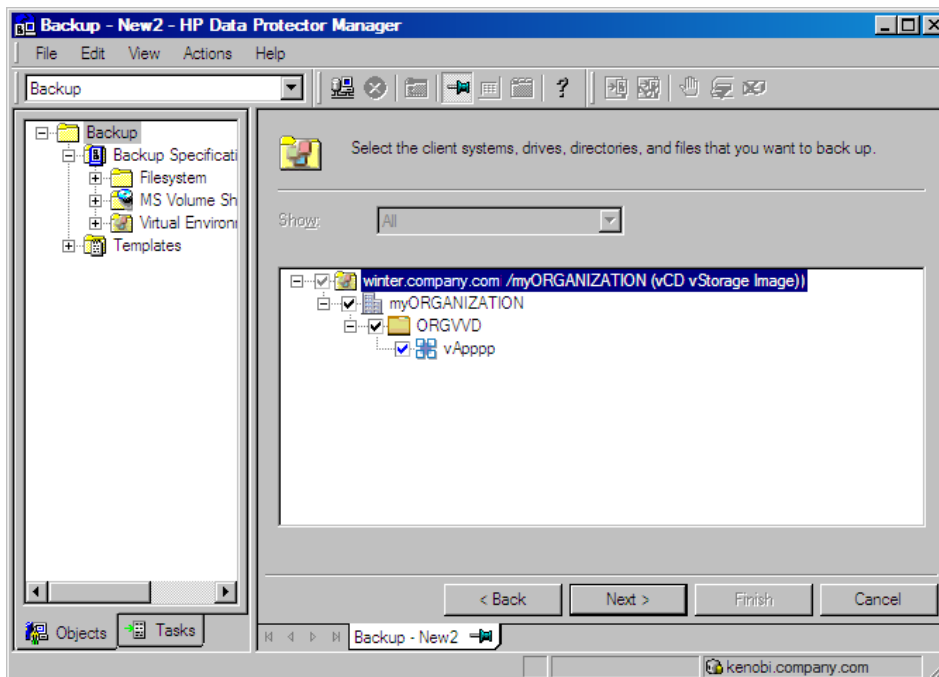 Backup - New2 - HP Data Protector Manager
File Edit View Actions Help
Backup
Backup
Backup Specificati
Filesystem
MS Volume Sh
Virtual Environ
Templates
Select the client systems, drives, directories, and files that you want to back up.
Show: All
winter.company.com /myORGANIZATION (vCD vStorage Image))
myORGANIZATION
ORGVVD
vApppp
< Back Next > Finish Cancel
Objects Tasks
Backup - New2
kenobi.company.com